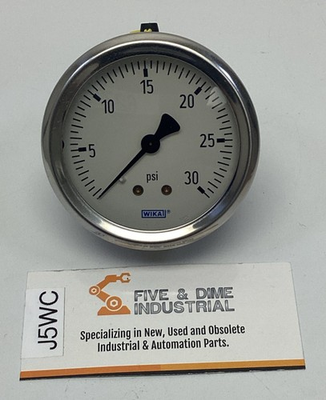 15
10
20
5
25
psi
30
WIKA
J5WC
FIVE & DIME
INDUSTRIAL
Specializing in New, Used and Obsolete
Industrial & Automation Parts.